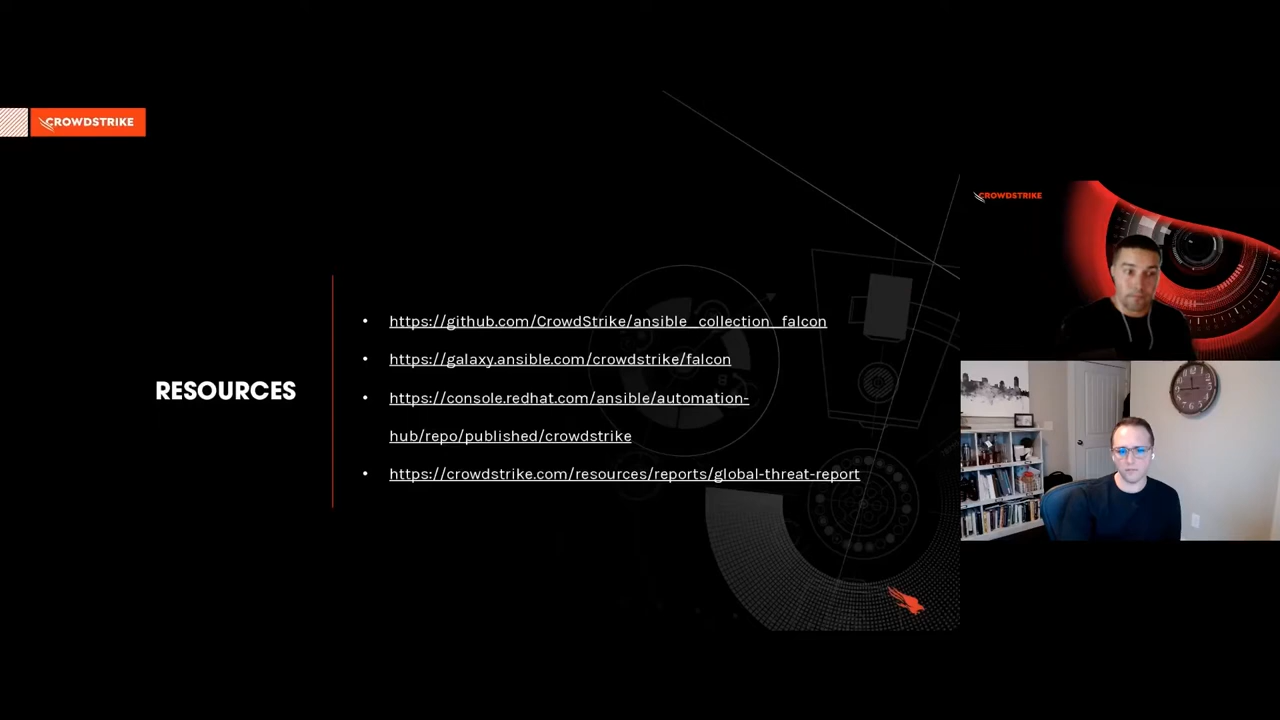 CROWDSTRIKE
CROWDSTRIKE
https://github.com/CrowdStrike/ansible_collection_falcon
https://galaxy.ansible.com/crowdstrike/falcon
RESOURCES
https://console.redhat.com/ansible/automation-
hub/repo/published/crowdstrike
https://crowdstrike.com/resources/reports/global-threat-report